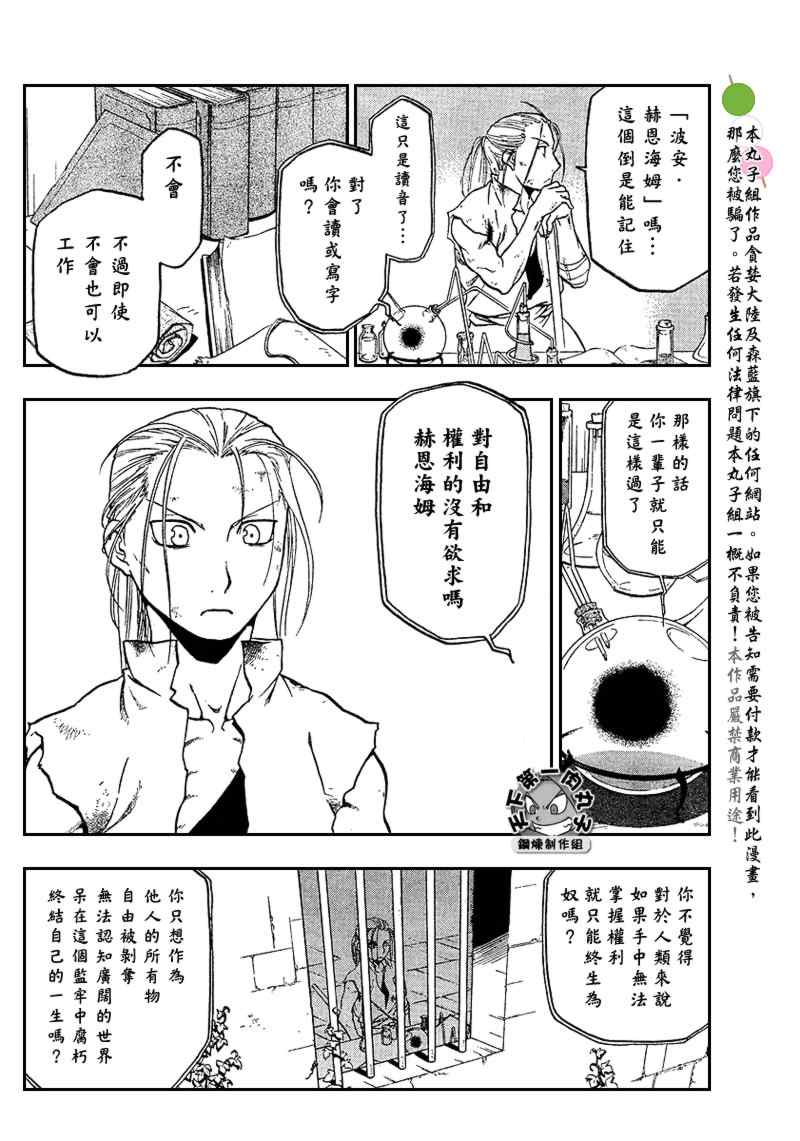 「波安．
赫恩海姆」嗎…
這個倒是能記住
這只是讀音了…
對了
你會讀或寫字
嗎？
不會
不過即使
不會也可以
工作
那樣的話
你一輩子就只能
是這樣過了
對自由和
權利的沒有欲求嗎
赫恩海姆
你不覺得
對於人類來說
如果手中無法
掌握權利
就只能終生為
奴嗎？
你只想作為
他人的所有物
自由被剝奪
無法認知廣闊的世界
呆在這個監牢中腐朽
終結自己的一生嗎？
天下第一肉丸子
鋼煉制作組
本丸子組作品貪婪大陸及森藍旗下的任何網站。如果您被告知需要付款才能看到此漫畫，
那麼您被騙了。若發生任何法律問題本丸子組一概不負責！本作品嚴禁商業用途！